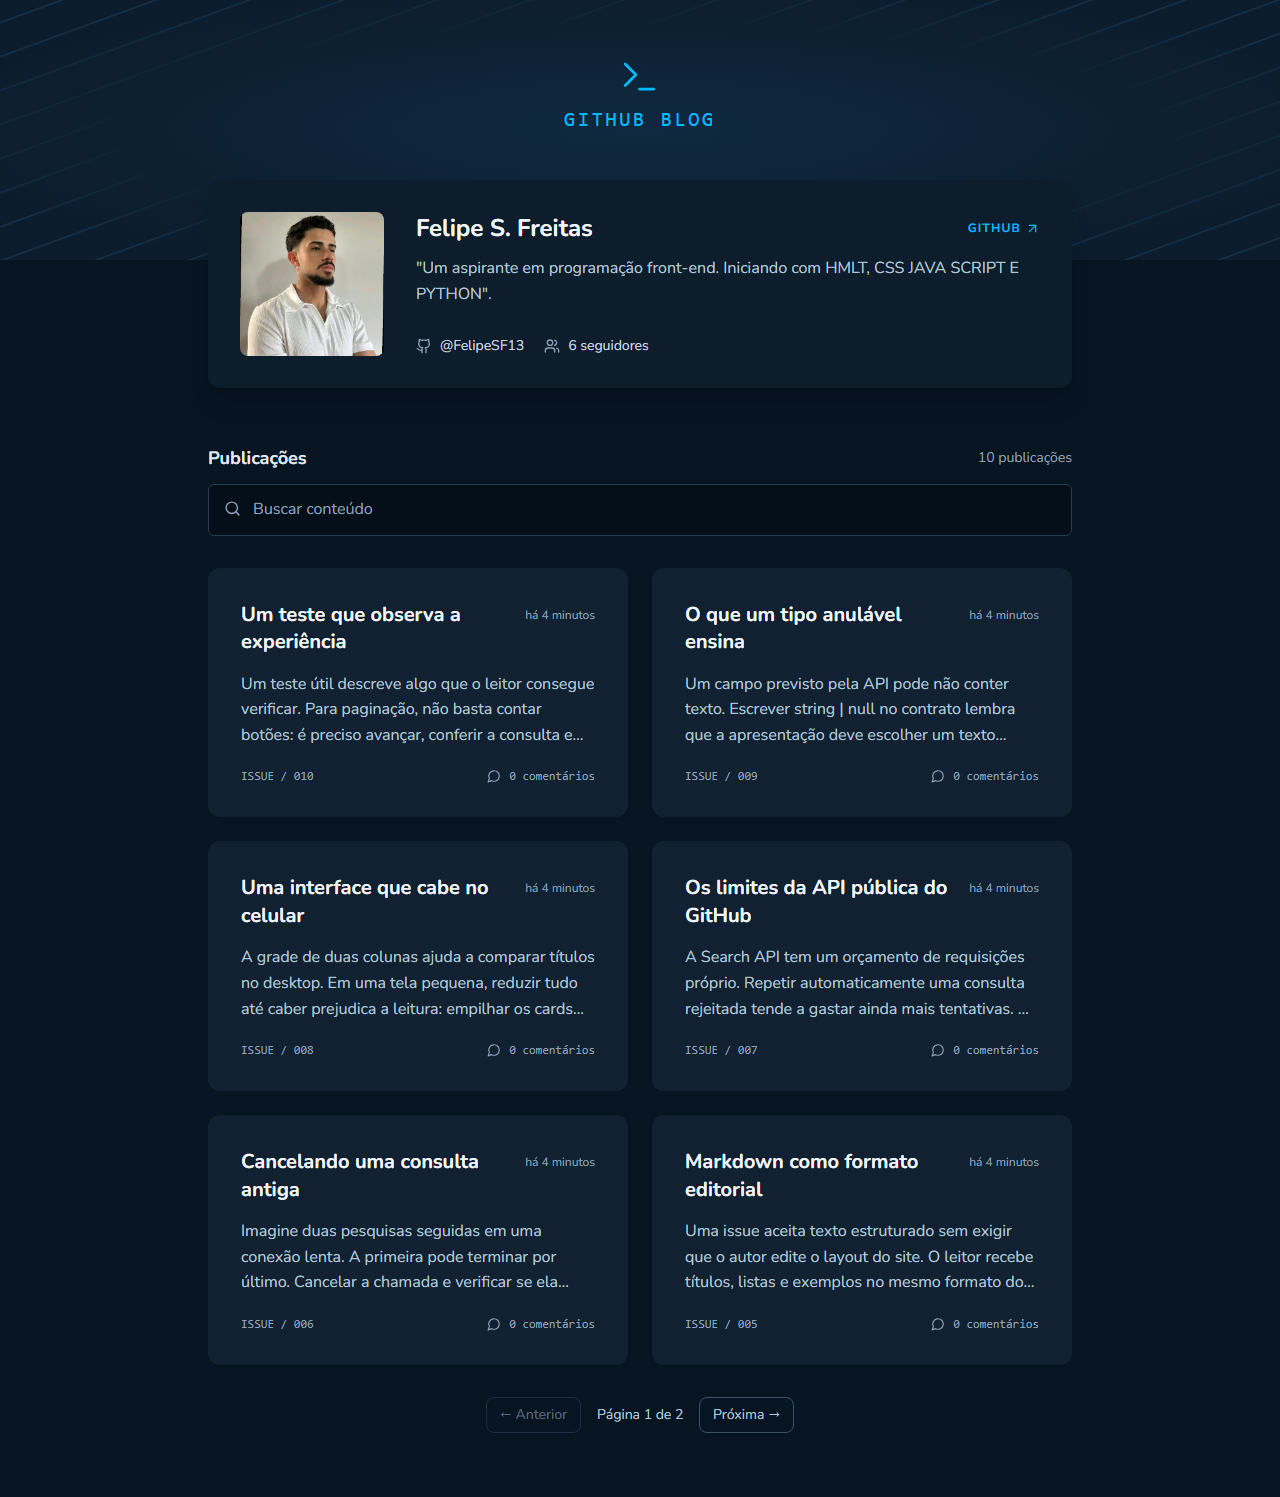 GITHUB BLOG
Felipe S. Freitas
GITHUB
"Um aspirante em programação front-end. Iniciando com HMLT, CSS JAVA SCRIPT E
PYTHON".
@FelipeSF13
6 seguidores
Publicações
10 publicações
Buscar conteúdo
Um teste que observa a
experiência
há 4 minutos
Um teste útil descreve algo que o leitor consegue
verificar. Para paginação, não basta contar
botões: é preciso avançar, conferir a consulta e...
ISSUE / 010
0 comentários
O que um tipo anulável
ensina
há 4 minutos
Um campo previsto pela API pode não conter
texto. Escrever string | null no contrato lembra
que a apresentação deve escolher um texto...
ISSUE / 009
0 comentários
Uma interface que cabe no
celular
há 4 minutos
A grade de duas colunas ajuda a comparar títulos
no desktop. Em uma tela pequena, reduzir tudo
até caber prejudica a leitura: empilhar os cards...
ISSUE / 008
0 comentários
Os limites da API pública do
GitHub
há 4 minutos
A Search API tem um orçamento de requisições
próprio. Repetir automaticamente uma consulta
rejeitada tende a gastar ainda mais tentativas. ...
ISSUE / 007
0 comentários
Cancelando uma consulta
antiga
há 4 minutos
Imagine duas pesquisas seguidas em uma
conexão lenta. A primeira pode terminar por
último. Cancelar a chamada e verificar se ela...
ISSUE / 006
0 comentários
Markdown como formato
editorial
há 4 minutos
Uma issue aceita texto estruturado sem exigir
que o autor edite o layout do site. O leitor recebe
títulos, listas e exemplos no mesmo formato do...
ISSUE / 005
0 comentários
← Anterior
Página 1 de 2
Próxima →